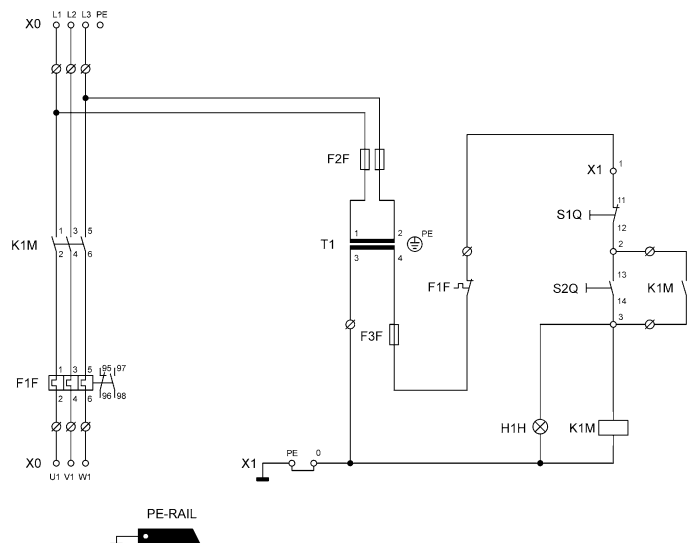 L1 L2 L3 PE
X0
F2F
X1 1
11
S1Q
12
1 3 5
K1M
2 4 6
1 2
T1
PE
3 4
2
F1F
13
S2Q
14
K1M
F3F
3
1 3 5 95 97
F1F
2 4 6 96 98
H1H
K1M
X0
U1 V1 W1
X1
PE 0
PE-RAIL